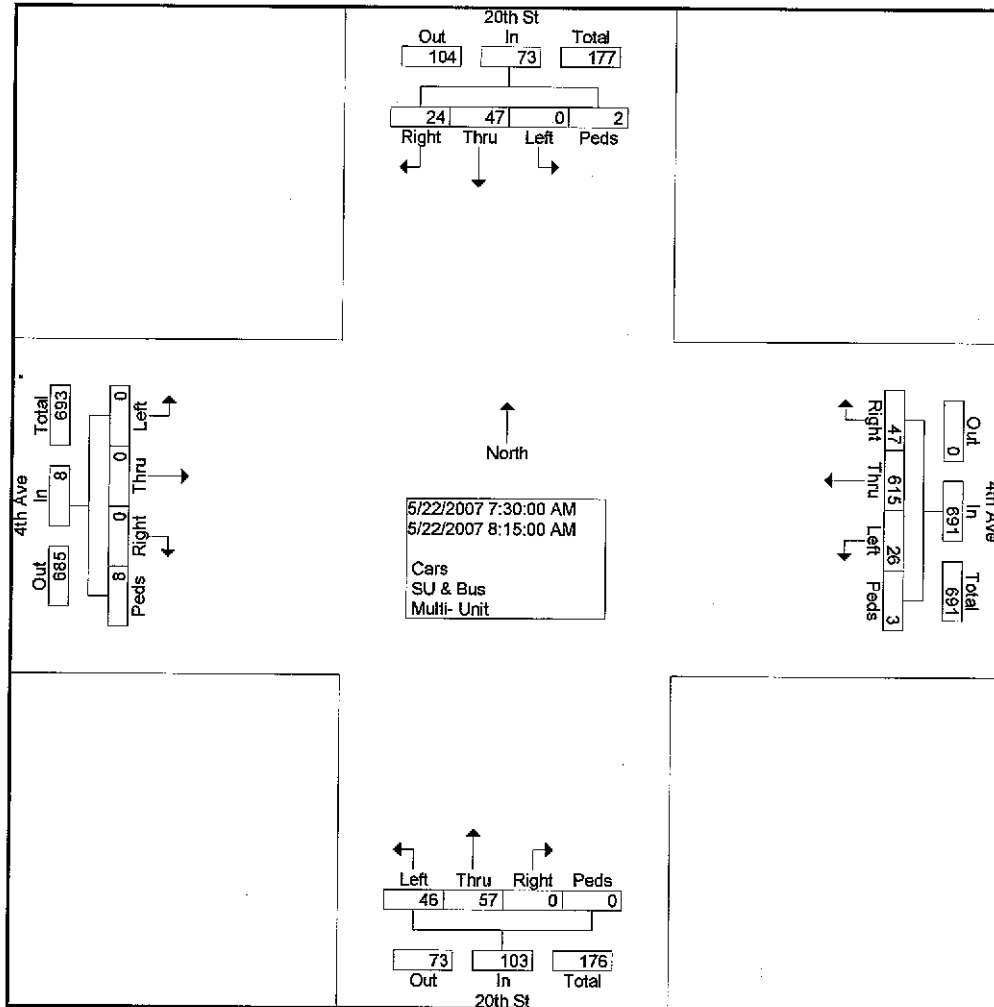 20th St
Out In Total
104 73 177
24 47 0 2
Right Thru Left Peds
4th Ave
Total In Out
693 8 685
0 0 0 8
Left Thru Right Peds
North
5/22/2007 7:30:00 AM
5/22/2007 8:15:00 AM
Cars
SU & Bus
Multi- Unit
Right Thru Left Peds
47 615 26 3
0 691 691
Out In Total
4th Ave
Left Thru Right Peds
46 57 0 0
73 103 176
Out In Total
20th St